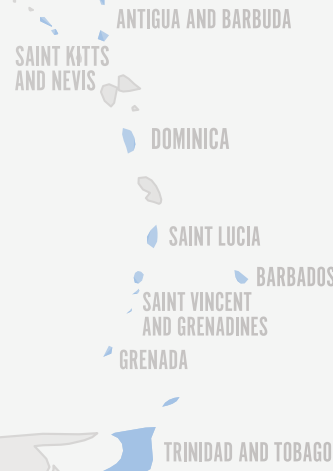 ANTIGUA AND BARBUDA
SAINT KITTS
AND NEVIS
DOMINICA
SAINT LUCIA
BARBADOS
SAINT VINCENT
AND GRENADINES
GRENADA
TRINIDAD AND TOBAGO